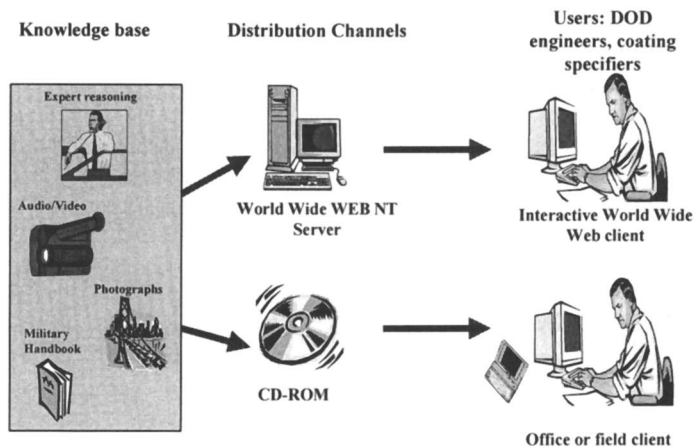 Knowledge base
Distribution Channels
Users: DOD
engineers, coating
specifiers
Expert reasoning
Audio/Video
Photographs
Military
Handbook
World Wide WEB NT
Server
CD-ROM
Interactive World Wide
Web client
Office or field client